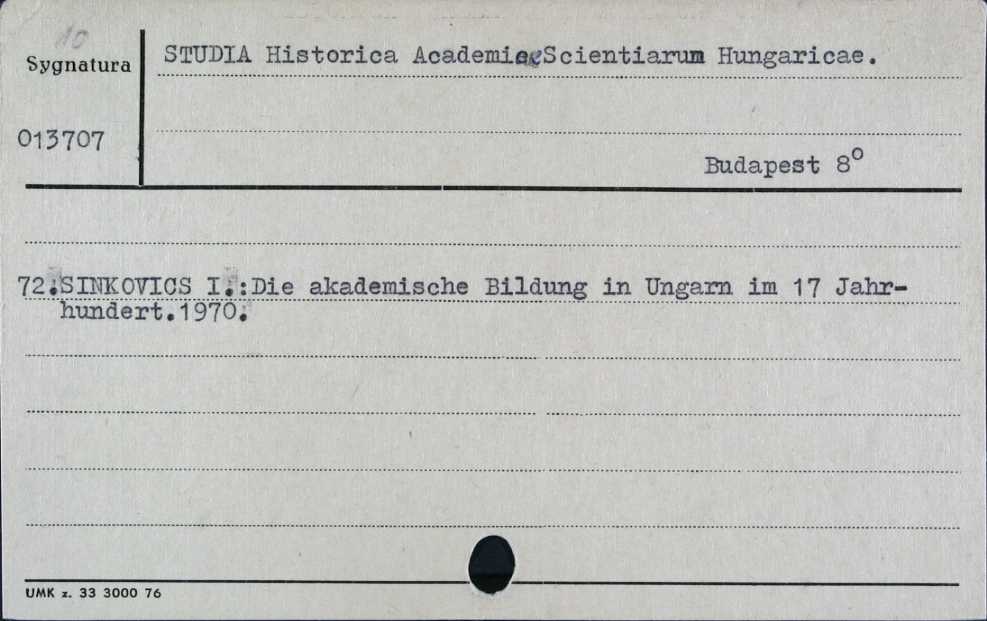 10
Sygnatura
STUDIA Historica Academiae Scientiarum Hungaricae.
013707
Budapest 8°
72.SINKOVICS I.:Die akademische Bildung in Ungarn im 17 Jahr-
hundert.1970.
UMK z. 33 3000 76